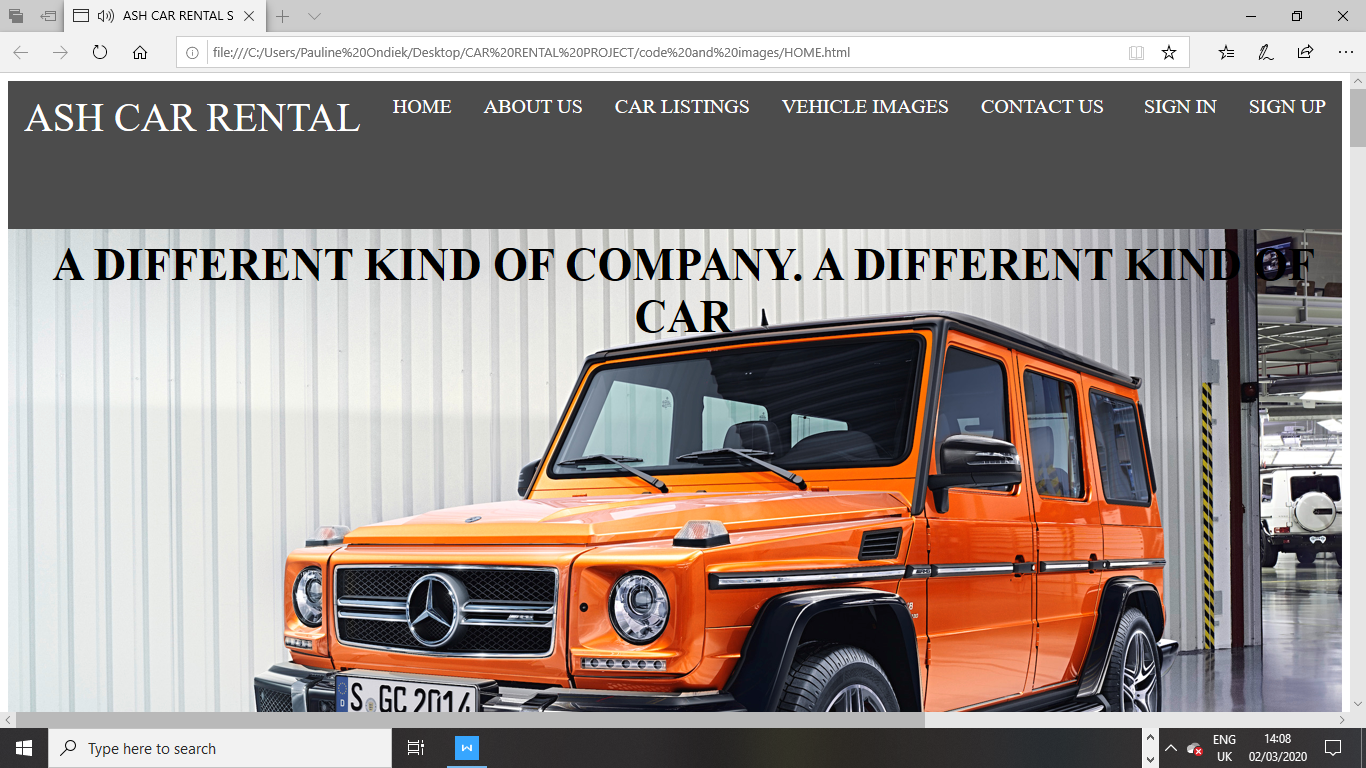 ASH CAR RENTAL S
file:///C:/Users/Pauline%20Ondiek/Desktop/CAR%20RENTAL%20PROJECT/code%20and%20images/HOME.html
ASH CAR RENTAL HOME ABOUT US CAR LISTINGS VEHICLE IMAGES CONTACT US SIGN IN SIGN UP
A DIFFERENT KIND OF COMPANY. A DIFFERENT KIND OF
CAR
S GC 2014
Type here to search
ENG
UK
14:08
02/03/2020